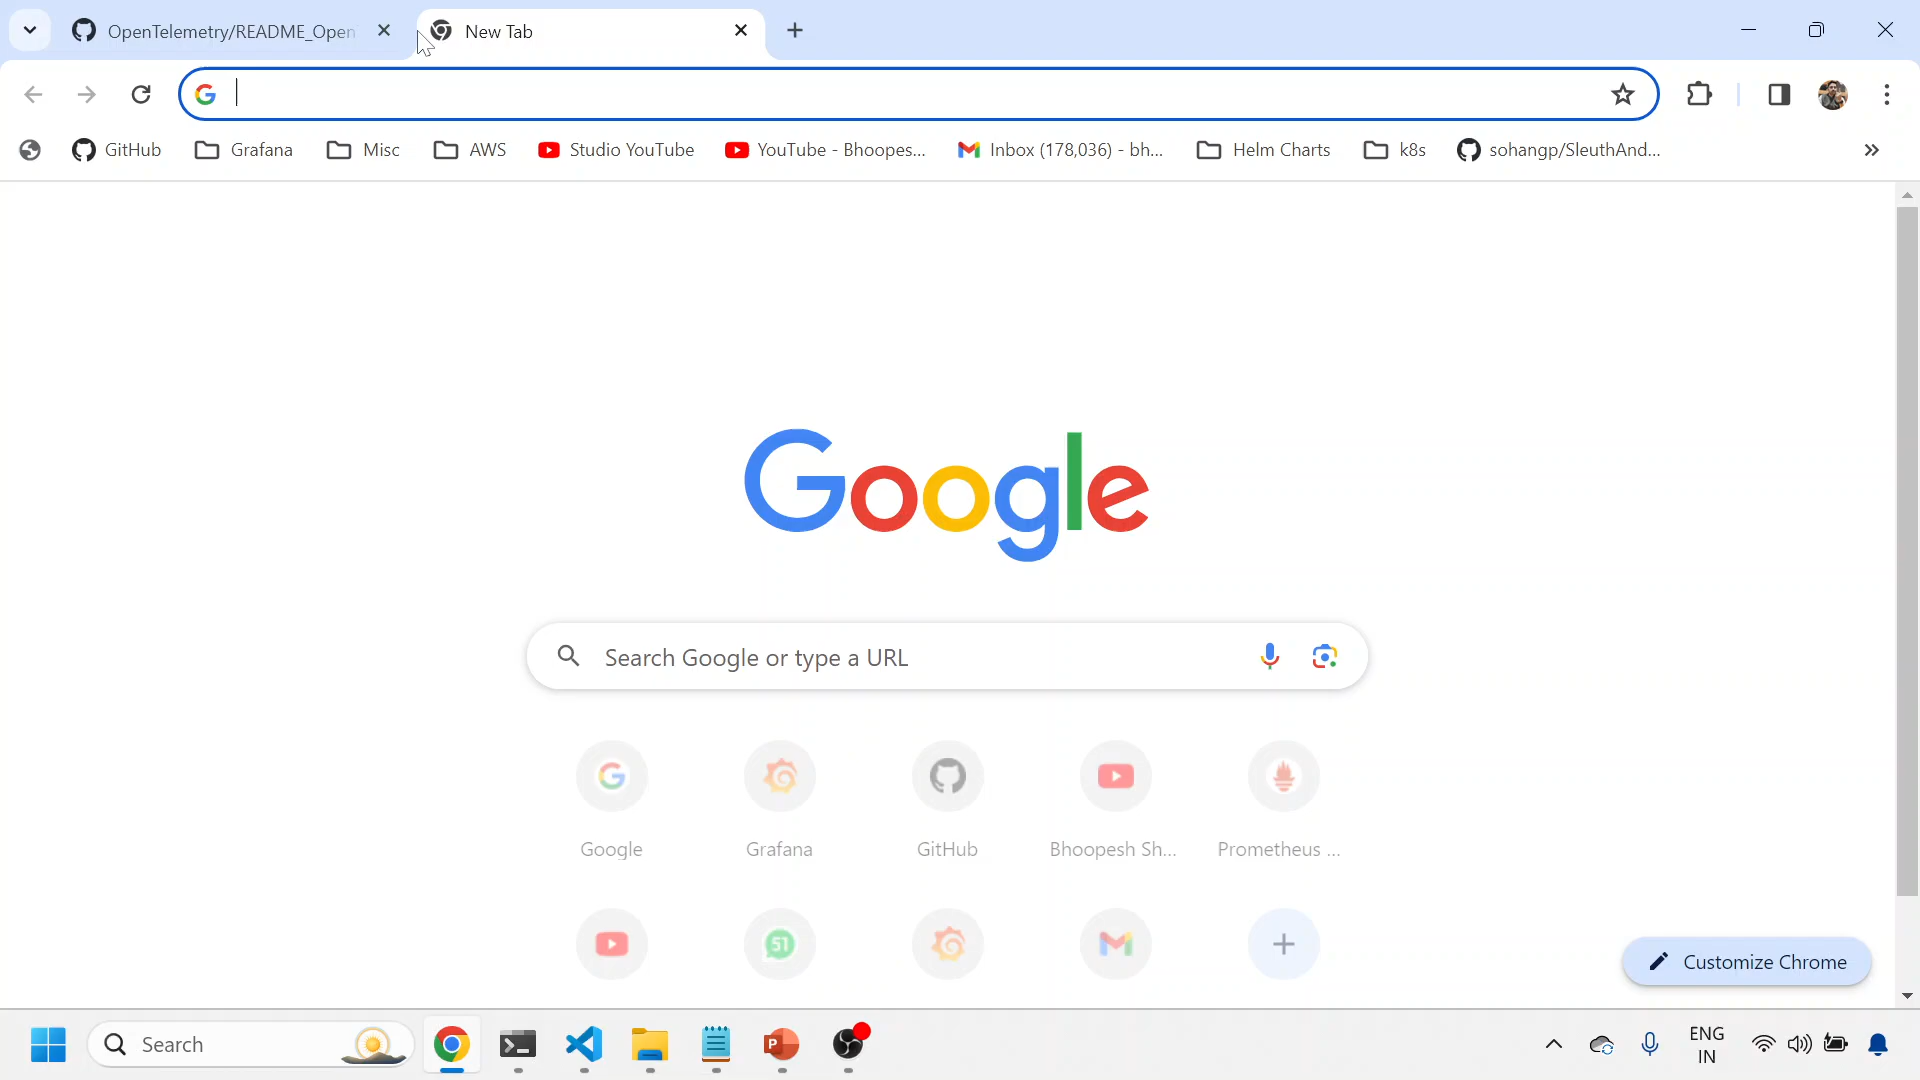 OpenTelemetry/README_Open
New Tab
GitHub
Grafana
Misc
AWS
Studio YouTube
YouTube - Bhoopes...
Inbox (178,036) - bh...
Helm Charts
k8s
sohangp/SleuthAnd...
Google
Search Google or type a URL
Google
Grafana
GitHub
Bhoopesh Sh...
Prometheus ...
51
Customize Chrome
Search
ENG
IN